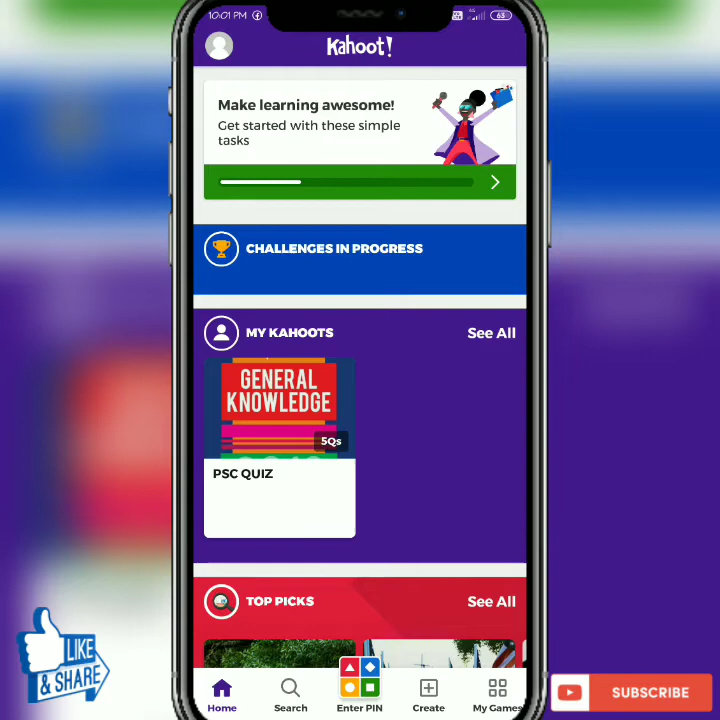 10:01 PM
63
Kahoot!
Make learning awesome!
Get started with these simple
tasks
CHALLENGES IN PROGRESS
MY KAHOOTS
See All
GENERAL
KNOWLEDGE
5Qs
PSC QUIZ
TOP PICKS
See All
Home
Search
Enter PIN
Create
My Games
LIKE
& SHARE
SUBSCRIBE